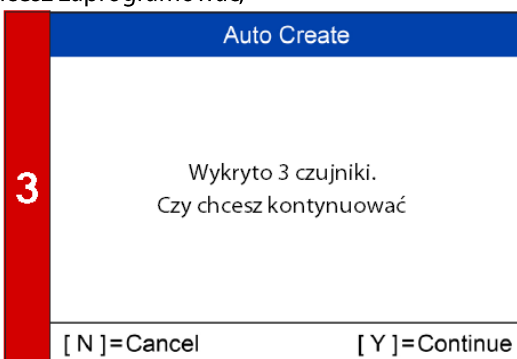 Auto Create
3
Wykryto 3 czujniki.
Czy chcesz kontynuować
[ N ]=Cancel [ Y ]=Continue